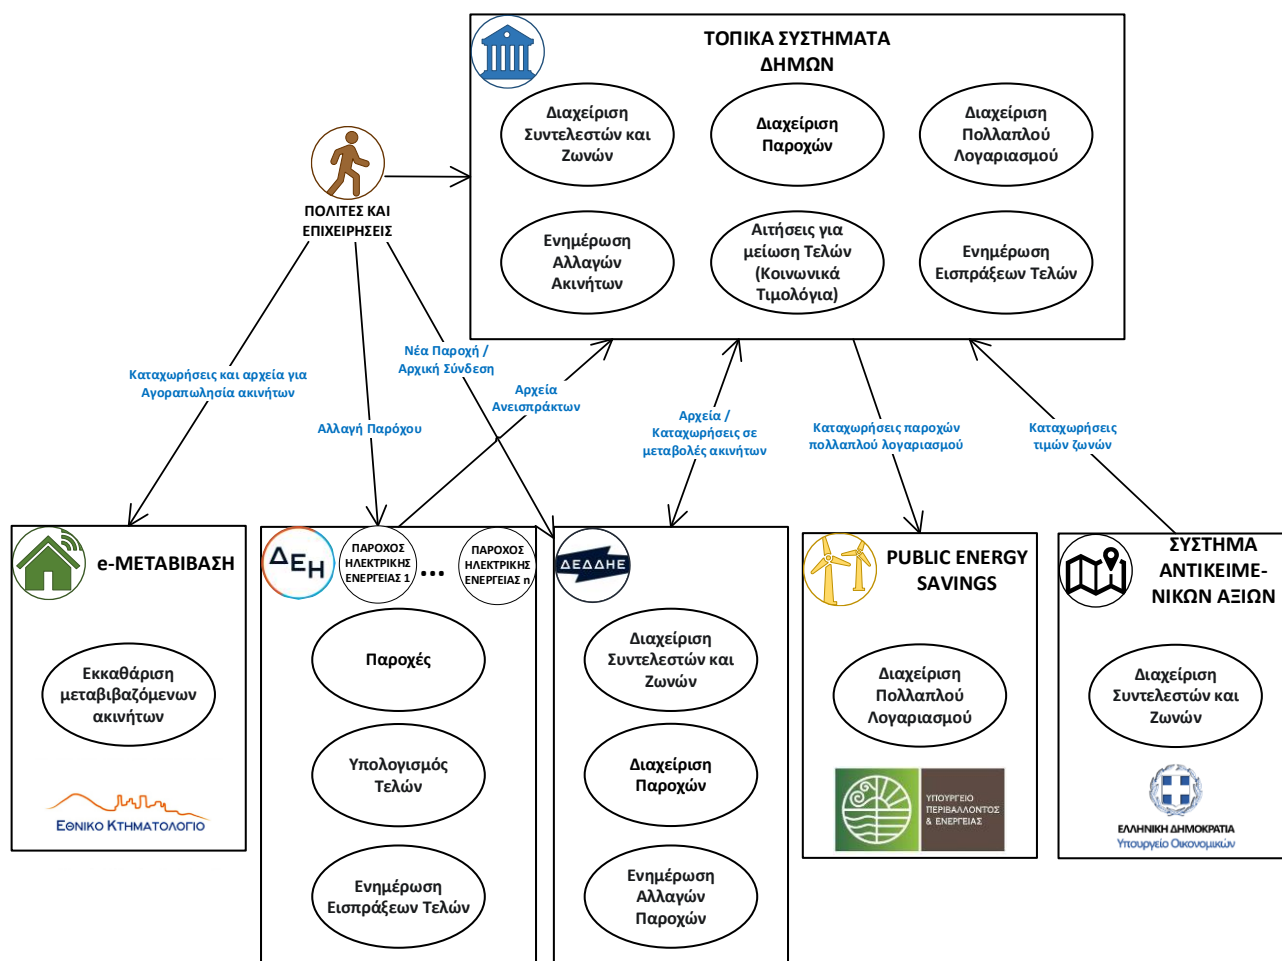 ΤΟΠΙΚΑ ΣΥΣΤΗΜΑΤΑ
ΔΗΜΩΝ
Διαχείριση
Συντελεστών και
Ζωνών
Διαχείριση
Παροχών
Διαχείριση
Πολλαπλού
Λογαριασμού
ΠΟΛΙΤΕΣ ΚΑΙ
ΕΠΙΧΕΙΡΗΣΕΙΣ
Ενημέρωση
Αλλαγών
Ακινήτων
Αιτήσεις για
μείωση Τελών
(Κοινωνικά
Τιμολόγια)
Ενημέρωση
Εισπράξεων Τελών
Καταχωρήσεις και αρχεία για
Αγοραπωλησία ακινήτων
Αλλαγή Παρόχου
Νέα Παροχή /
Αρχική Σύνδεση
Αρχεία
Ανεισπράκτων
Αρχεία /
Καταχωρήσεις σε
μεταβολές ακινήτων
Καταχωρήσεις παροχών
πολλαπλού λογαριασμού
Καταχωρήσεις
τιμών ζωνών
e-ΜΕΤΑΒΙΒΑΣΗ
Εκκαθάριση
μεταβιβαζόμενων
ακινήτων
ΕΘΝΙΚΟ ΚΤΗΜΑΤΟΛΟΓΙΟ
ΔΕΗ
ΠΑΡΟΧΟΣ
ΗΛΕΚΤΡΙΚΗΣ
ΕΝΕΡΓΕΙΑΣ 1
...
ΠΑΡΟΧΟΣ
ΗΛΕΚΤΡΙΚΗΣ
ΕΝΕΡΓΕΙΑΣ n
Παροχές
Υπολογισμός
Τελών
Ενημέρωση
Εισπράξεων Τελών
ΔΕΔΔΗΕ
Διαχείριση
Συντελεστών και
Ζωνών
Διαχείριση
Παροχών
Ενημέρωση
Αλλαγών
Παροχών
PUBLIC ENERGY
SAVINGS
Διαχείριση
Πολλαπλού
Λογαριασμού
ΥΠΟΥΡΓΕΙΟ
ΠΕΡΙΒΑΛΛΟΝΤΟΣ
& ΕΝΕΡΓΕΙΑΣ
ΣΥΣΤΗΜΑ
ΑΝΤΙΚΕΙΜΕ-
ΝΙΚΩΝ ΑΞΙΩΝ
Διαχείριση
Συντελεστών και
Ζωνών
ΕΛΛΗΝΙΚΗ ΔΗΜΟΚΡΑΤΙΑ
Υπουργείο Οικονομικών